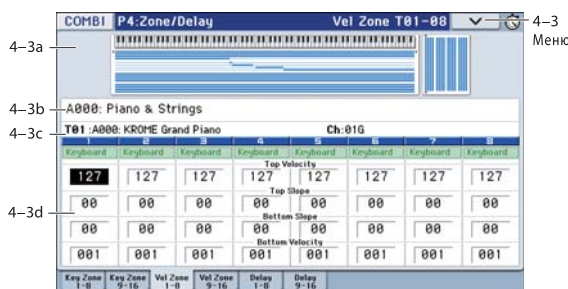 COMBI P4:Zone/Delay Vel Zone T01-08
4–3
Меню
4–3a
4–3b
A000: Piano & Strings
4–3c
T01 :A000: KROME Grand Piano Ch:01G
1 2 3 4 5 6 7 8
Keyboard Keyboard Keyboard Keyboard Keyboard Keyboard Keyboard Keyboard
Top Velocity
127 127 127 127 127 127 127 127
Top Slope
00 00 00 00 00 00 00 00
4–3d
Bottom Slope
00 00 00 00 00 00 00 00
Bottom Velocity
001 001 001 001 001 001 001 001
Key Zone 1-8 Key Zone 9-16 Vel Zone 1-8 Vel Zone 9-16 Delay 1-8 Delay 9-16